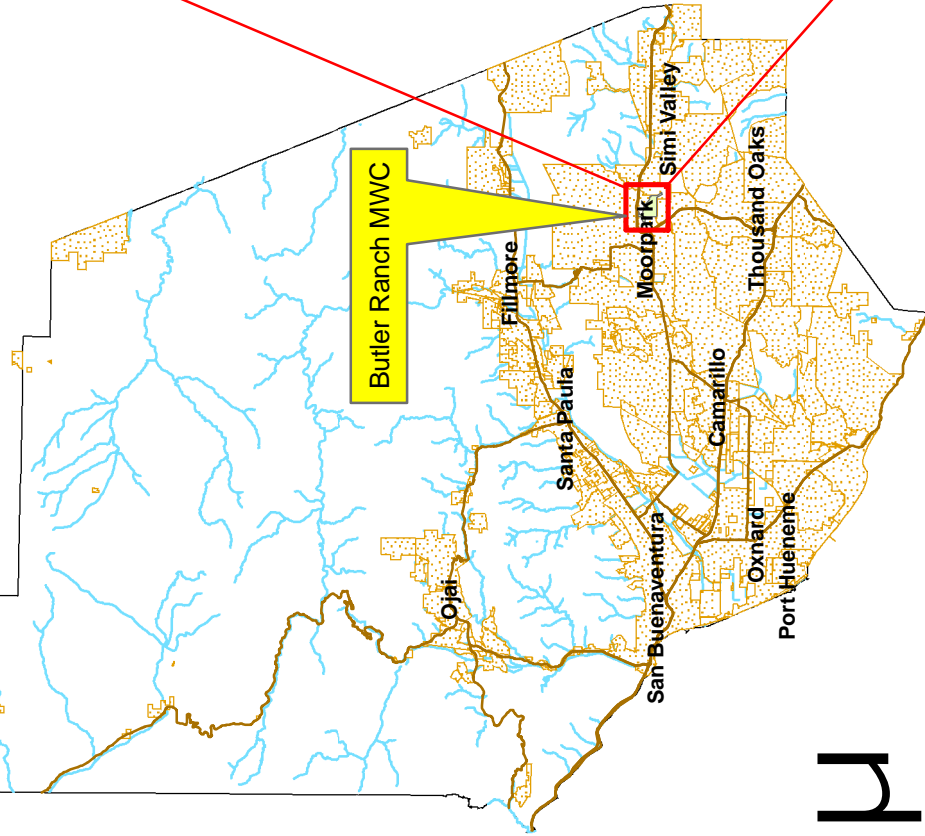 Butler Ranch MWC
Simi Valley
Moorpark
Thousand Oaks
Fillmore
Camarillo
Santa Paula
Oxnard
Port Hueneme
San Buenaventura
Ojai
µ